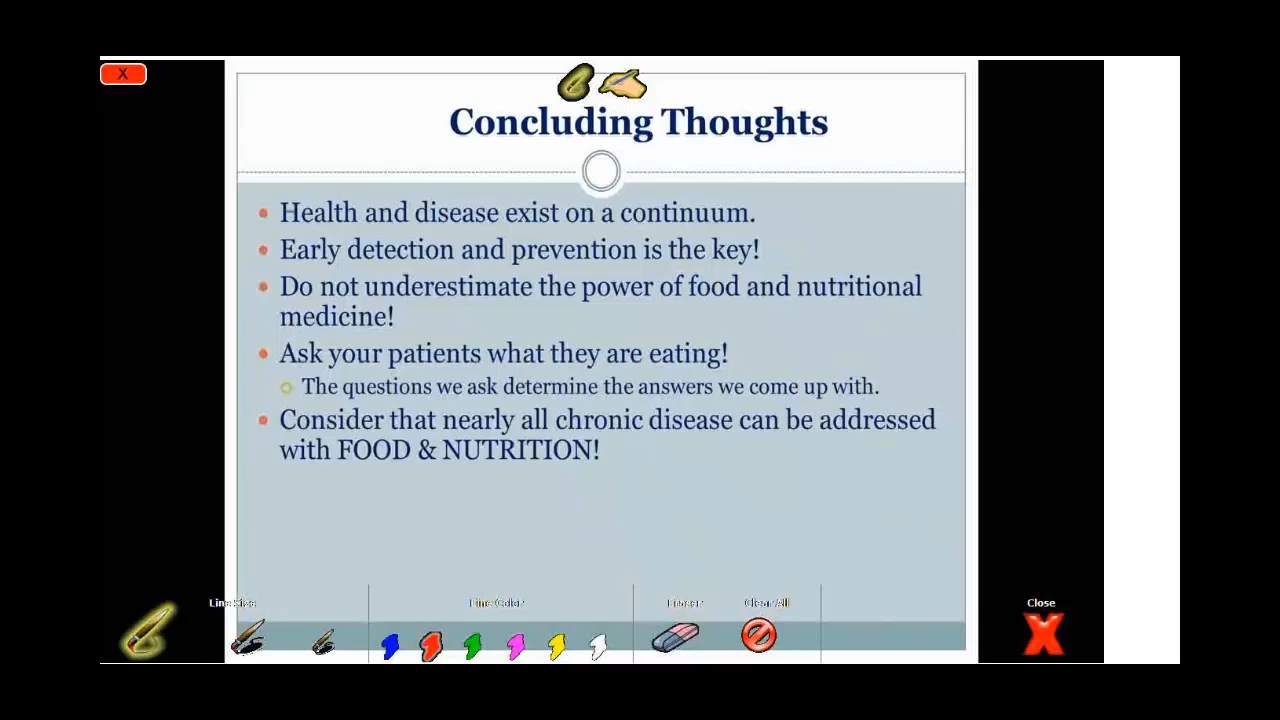 X
Concluding Thoughts
Health and disease exist on a continuum.
Early detection and prevention is the key!
Do not underestimate the power of food and nutritional
medicine!
Ask your patients what they are eating!
The questions we ask determine the answers we come up with.
Consider that nearly all chronic disease can be addressed
with FOOD & NUTRITION!
Line Size
Line Color
Eraser
Clear All
Close